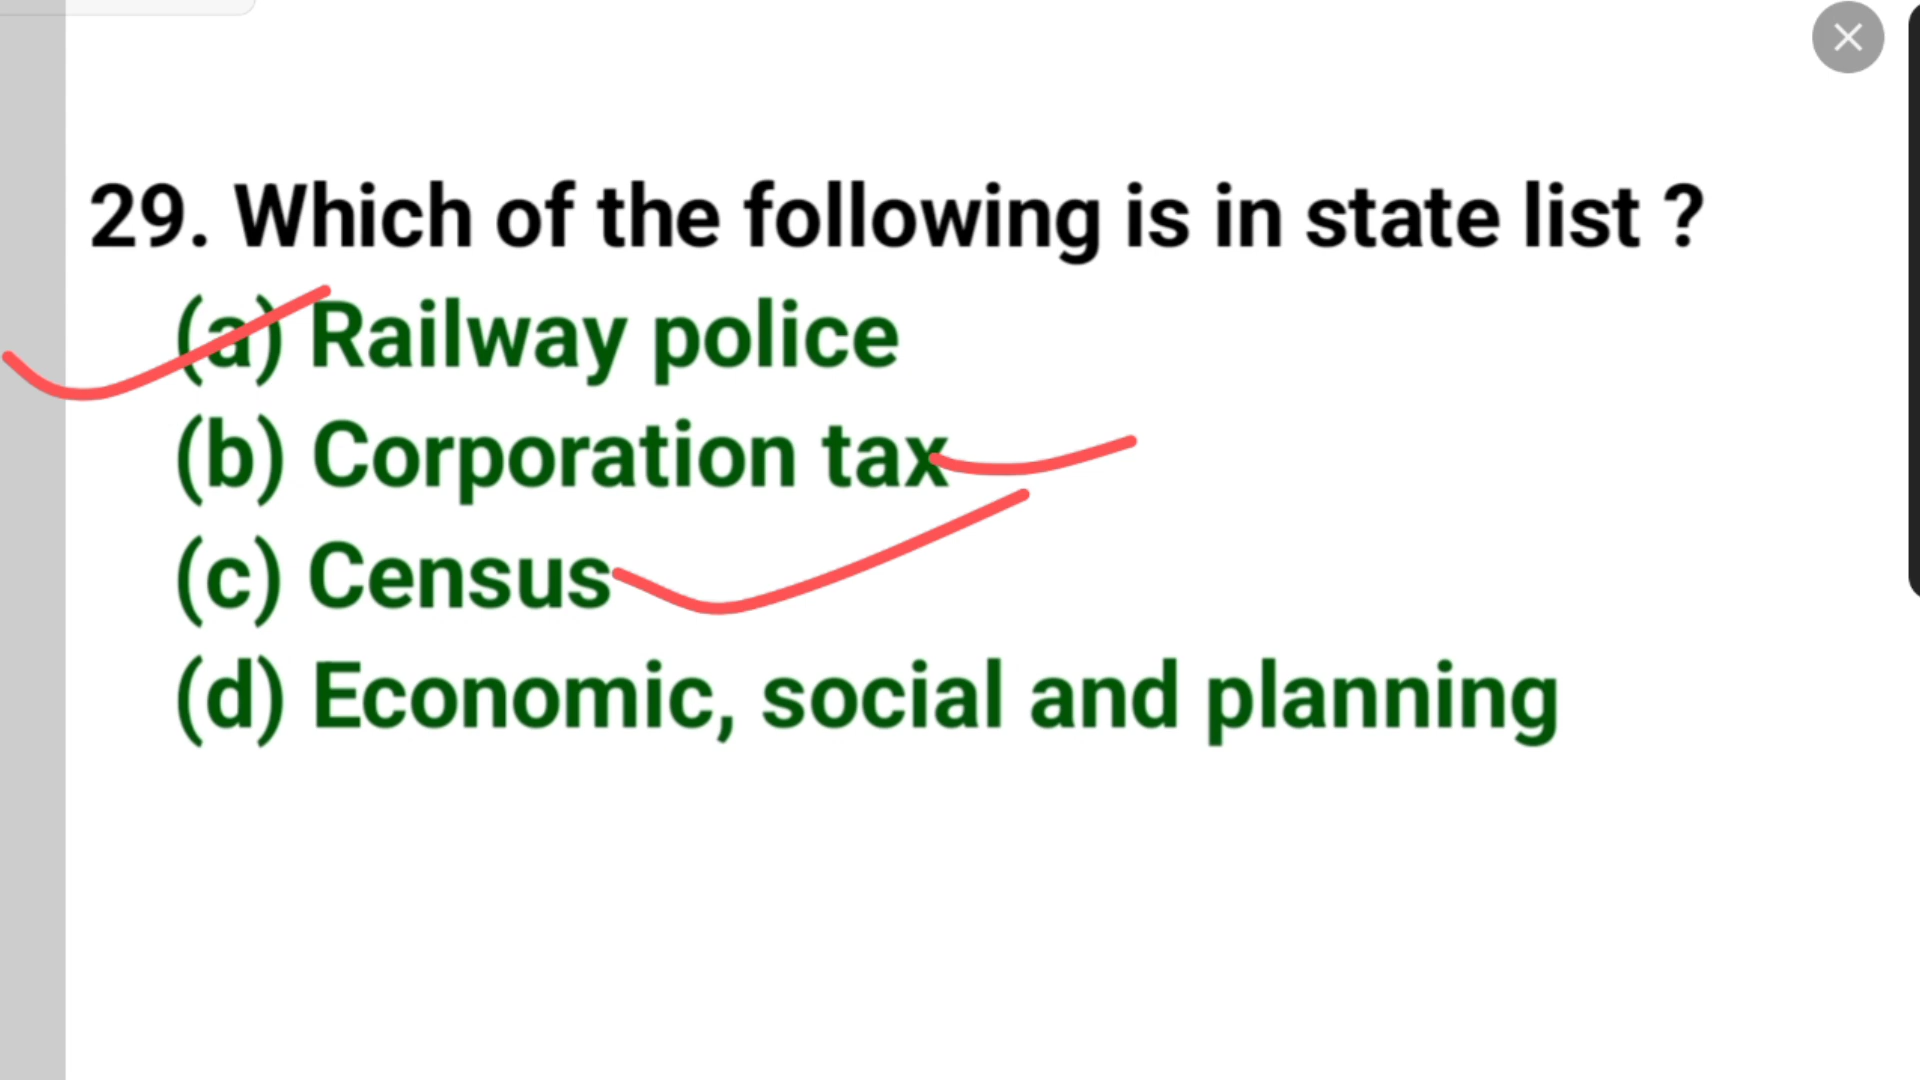 29. Which of the following is in state list ?
(a) Railway police
(b) Corporation tax
(c) Census
(d) Economic, social and planning